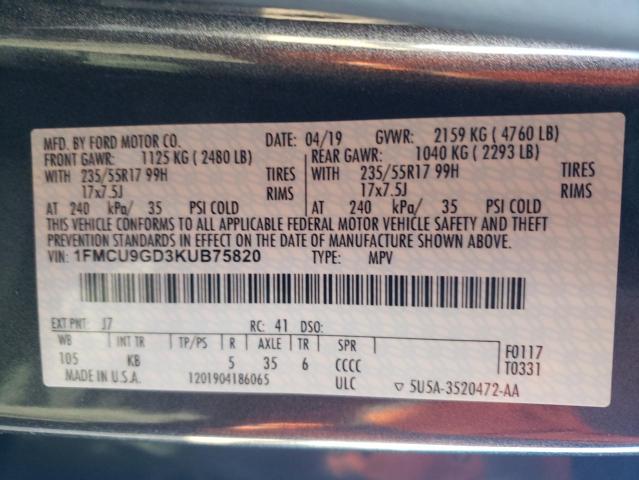 MFD. BY FORD MOTOR CO. DATE: 04/19 GVWR: 2159 KG ( 4760 LB)
FRONT GAWR: 1125 KG ( 2480 LB) REAR GAWR: 1040 KG ( 2293 LB)
WITH 235/55R17 99H TIRES WITH 235/55R17 99H TIRES
17x7.5J RIMS 17x7.5J RIMS
AT 240 kPa/ 35 PSI COLD AT 240 kPa/ 35 PSI COLD
THIS VEHICLE CONFORMS TO ALL APPLICABLE FEDERAL MOTOR VEHICLE SAFETY AND THEFT
PREVENTION STANDARDS IN EFFECT ON THE DATE OF MANUFACTURE SHOWN ABOVE.
VIN: 1FMCU9GD3KUB75820 TYPE: MPV
EXT PNT: J7 RC: 41 DSO:
WB INT TR TP/PS R AXLE TR SPR F0117
105 KB 5 35 6 CCCC T0331
MADE IN U.S.A. 1201904186065 ULC ▽ 5U5A-3520472-AA